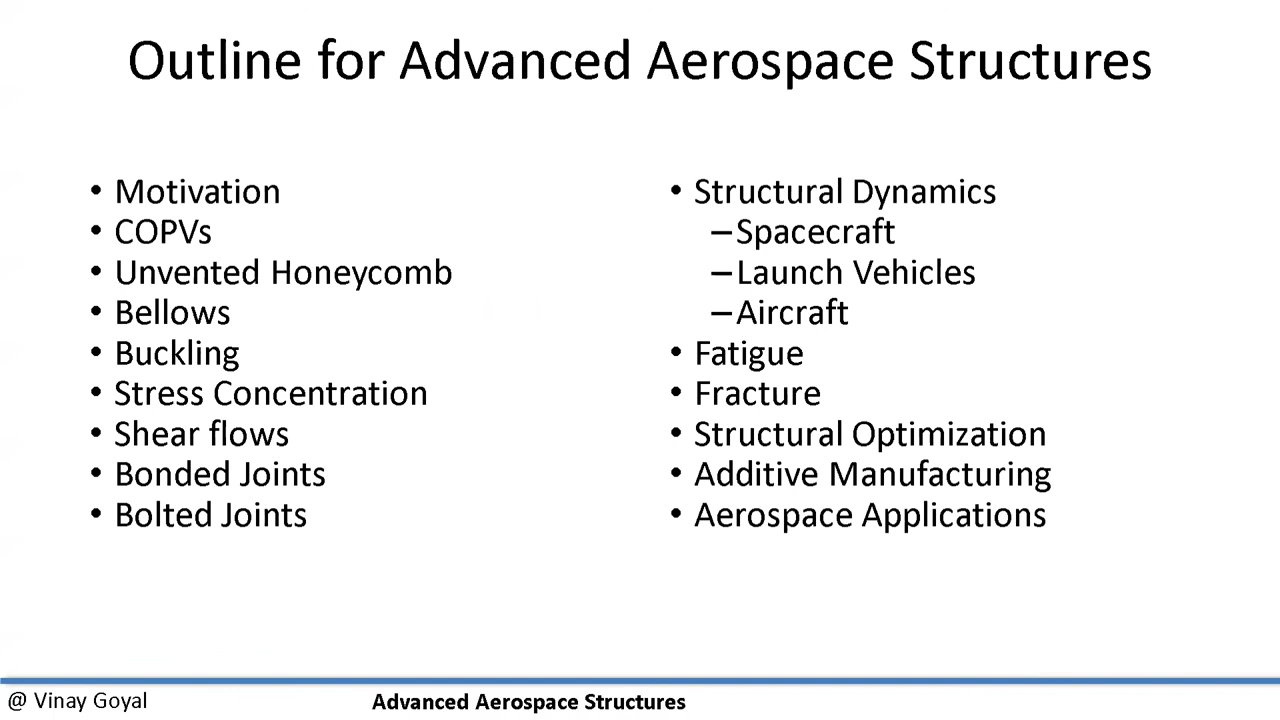 Outline for Advanced Aerospace Structures
• Motivation
• COPVs
• Unvented Honeycomb
• Bellows
• Buckling
• Stress Concentration
• Shear flows
• Bonded Joints
• Bolted Joints
• Structural Dynamics
–Spacecraft
–Launch Vehicles
–Aircraft
• Fatigue
• Fracture
• Structural Optimization
• Additive Manufacturing
• Aerospace Applications
@ Vinay Goyal
Advanced Aerospace Structures